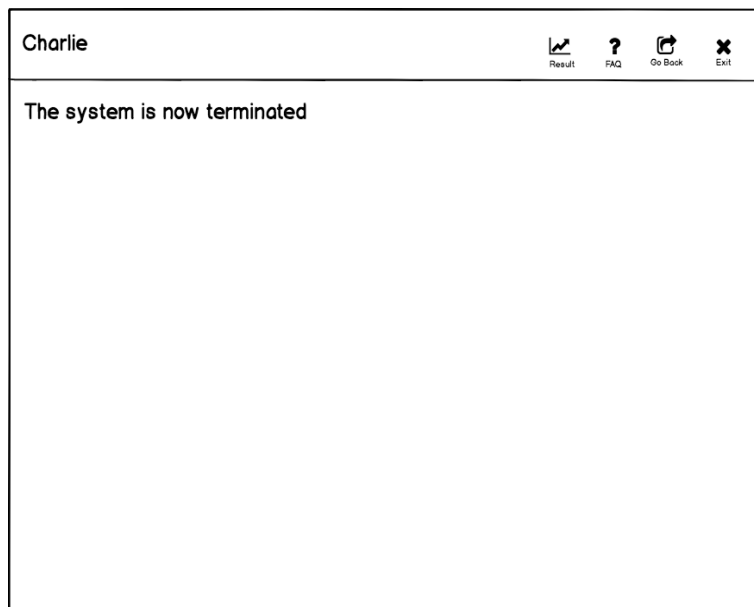 Charlie
Result FAQ Go Back Exit
The system is now terminated